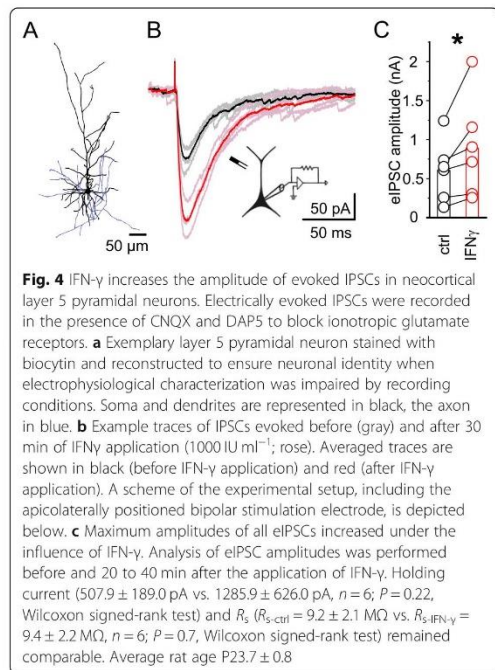 A
B
C
*
eIPSC amplitude (nA)
2
1.5
1
0.5
0
ctrl
IFNγ
50 µm
50 pA
50 ms
Fig. 4 IFN-γ increases the amplitude of evoked IPSCs in neocortical
layer 5 pyramidal neurons. Electrically evoked IPSCs were recorded
in the presence of CNQX and DAP5 to block ionotropic glutamate
receptors. a Exemplary layer 5 pyramidal neuron stained with
biocytin and reconstructed to ensure neuronal identity when
electrophysiological characterization was impaired by recording
conditions. Soma and dendrites are represented in black, the axon
in blue. b Example traces of IPSCs evoked before (gray) and after 30
min of IFNγ application (1000 IU ml⁻¹; rose). Averaged traces are
shown in black (before IFN-γ application) and red (after IFN-γ
application). A scheme of the experimental setup, including the
apicolaterally positioned bipolar stimulation electrode, is depicted
below. c Maximum amplitudes of all eIPSCs increased under the
influence of IFN-γ. Analysis of eIPSC amplitudes was performed
before and 20 to 40 min after the application of IFN-γ. Holding
current (507.9 ± 189.0 pA vs. 1285.9 ± 626.0 pA, n = 6; P = 0.22,
Wilcoxon signed-rank test) and Rs (Rs-ctrl = 9.2 ± 2.1 MΩ vs. Rs-IFN-γ =
9.4 ± 2.2 MΩ, n = 6; P = 0.7, Wilcoxon signed-rank test) remained
comparable. Average rat age P23.7 ± 0.8